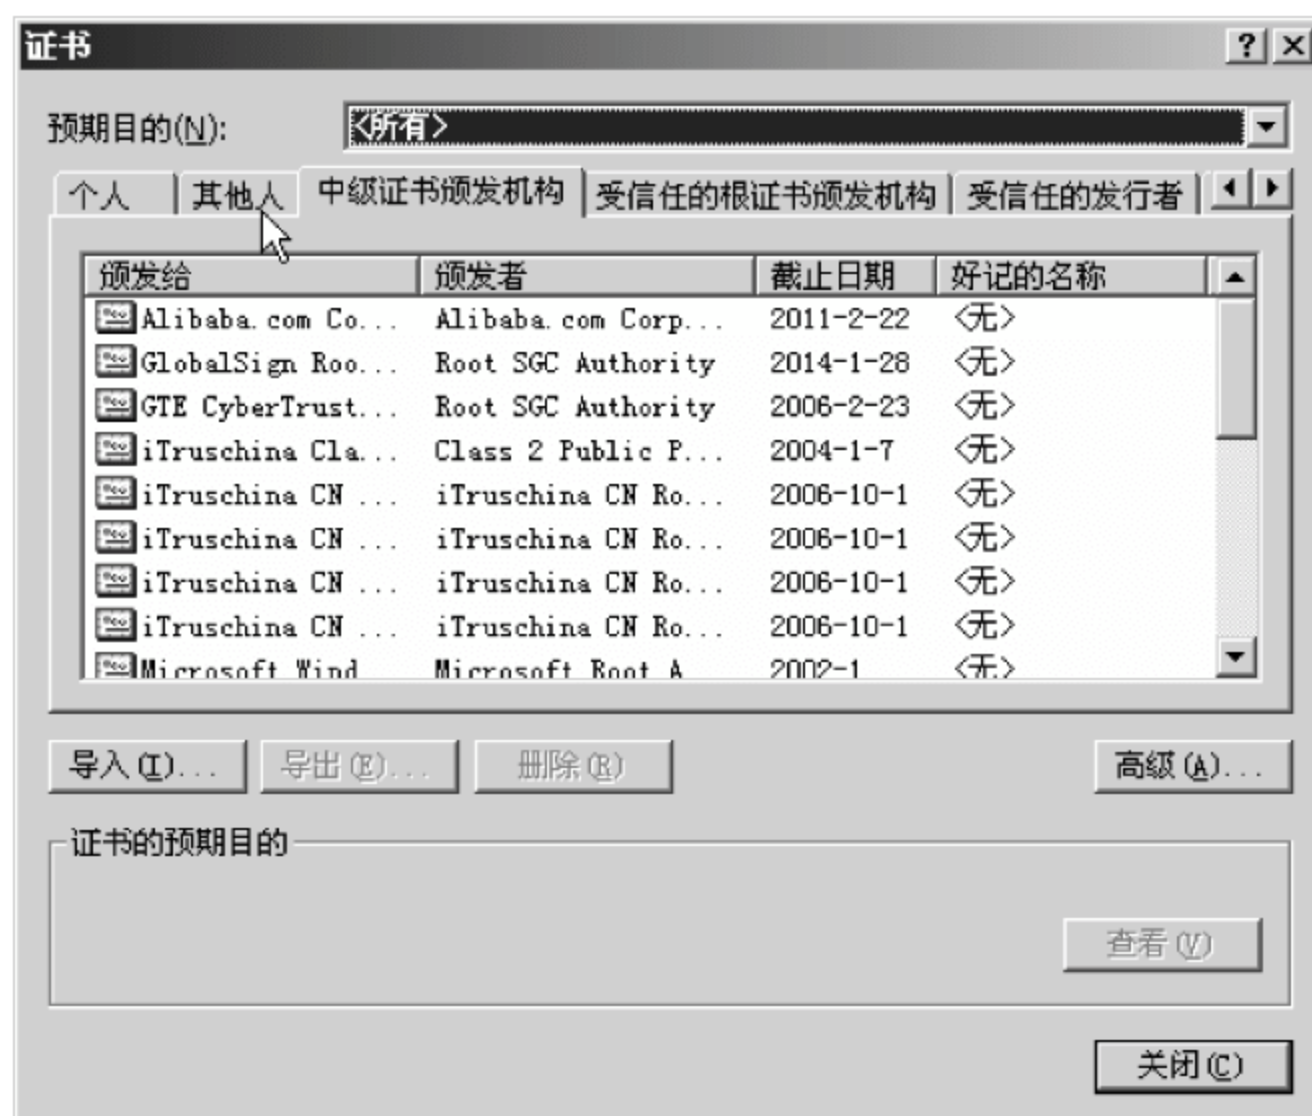 证书
预期目的(N): <所有>
个人 其他人 中级证书颁发机构 受信任的根证书颁发机构 受信任的发行者
颁发给 颁发者 截止日期 好记的名称
Alibaba.com Co... Alibaba.com Corp... 2011-2-22 <无>
GlobalSign Roo... Root SGC Authority 2014-1-28 <无>
GTE CyberTrust... Root SGC Authority 2006-2-23 <无>
iTruschina Cla... Class 2 Public P... 2004-1-7 <无>
iTruschina CN ... iTruschina CN Ro... 2006-10-1 <无>
iTruschina CN ... iTruschina CN Ro... 2006-10-1 <无>
iTruschina CN ... iTruschina CN Ro... 2006-10-1 <无>
iTruschina CN ... iTruschina CN Ro... 2006-10-1 <无>
Microsoft Wind Microsoft Root A 2002-1 <无>
导入(I)... 导出(E)... 删除(R) 高级(A)...
证书的预期目的
查看(V)
关闭(C)